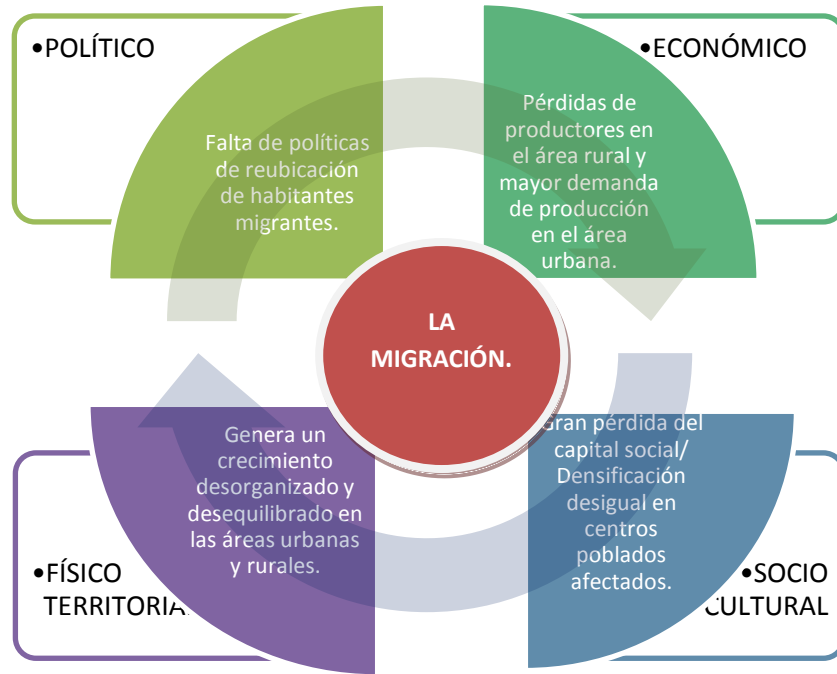 •POLÍTICO
Falta de políticas
de reubicación
de habitantes
migrantes.
•ECONÓMICO
Pérdidas de
productores en
el área rural y
mayor demanda
de producción
en el área
urbana.
LA
MIGRACIÓN.
Genera un
crecimiento
desorganizado y
desequilibrado en
las áreas urbanas
y rurales.
•FÍSICO
TERRITORIAL
Gran pérdida del
capital social/
Densificación
desigual en
centros
poblados
afectados.
•SOCIO
CULTURAL